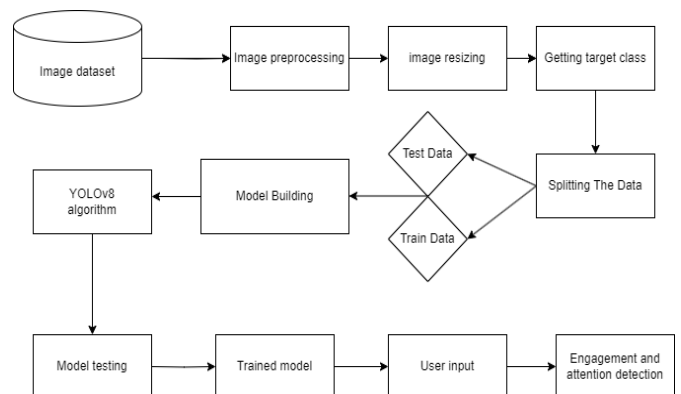 Image dataset
Image preprocessing
image resizing
Getting target class
Splitting The Data
Test Data
Train Data
Model Building
YOLOv8
algorithm
Model testing
Trained model
User input
Engagement and
attention detection